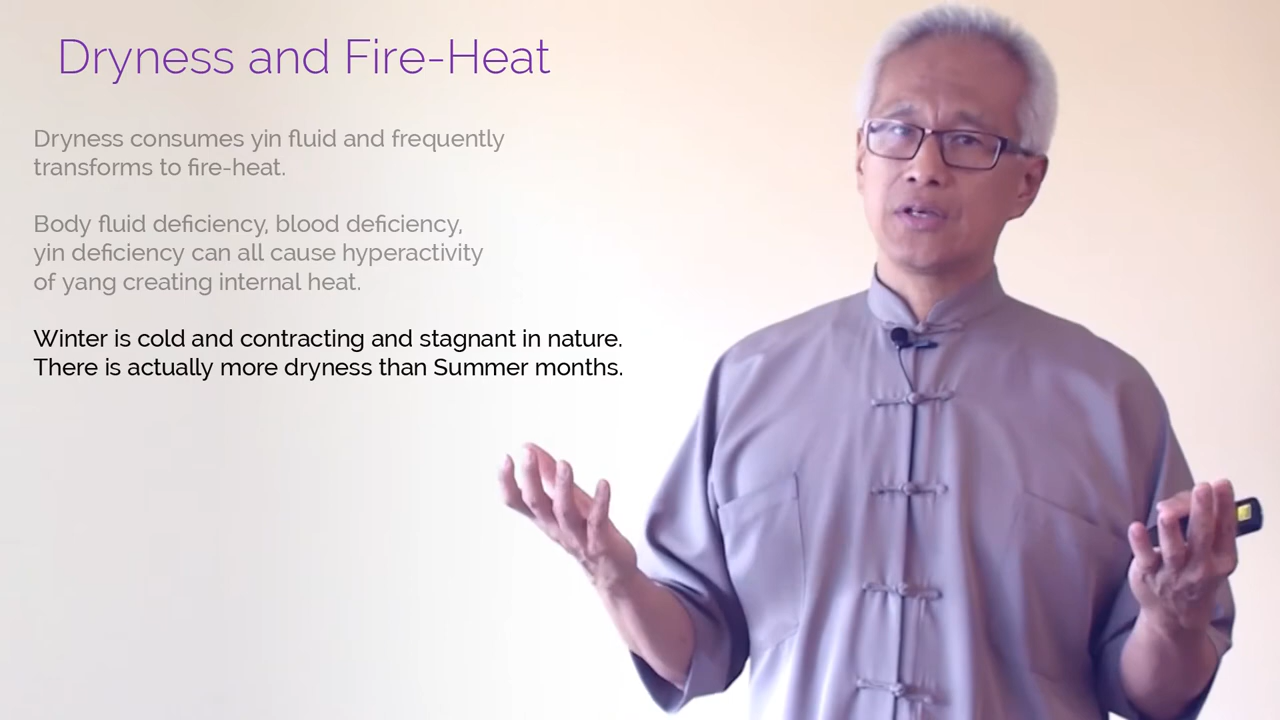 Dryness and Fire-Heat
Dryness consumes yin fluid and frequently
transforms to fire-heat.
Body fluid deficiency, blood deficiency,
yin deficiency can all cause hyperactivity
of yang creating internal heat.
Winter is cold and contracting and stagnant in nature.
There is actually more dryness than Summer months.